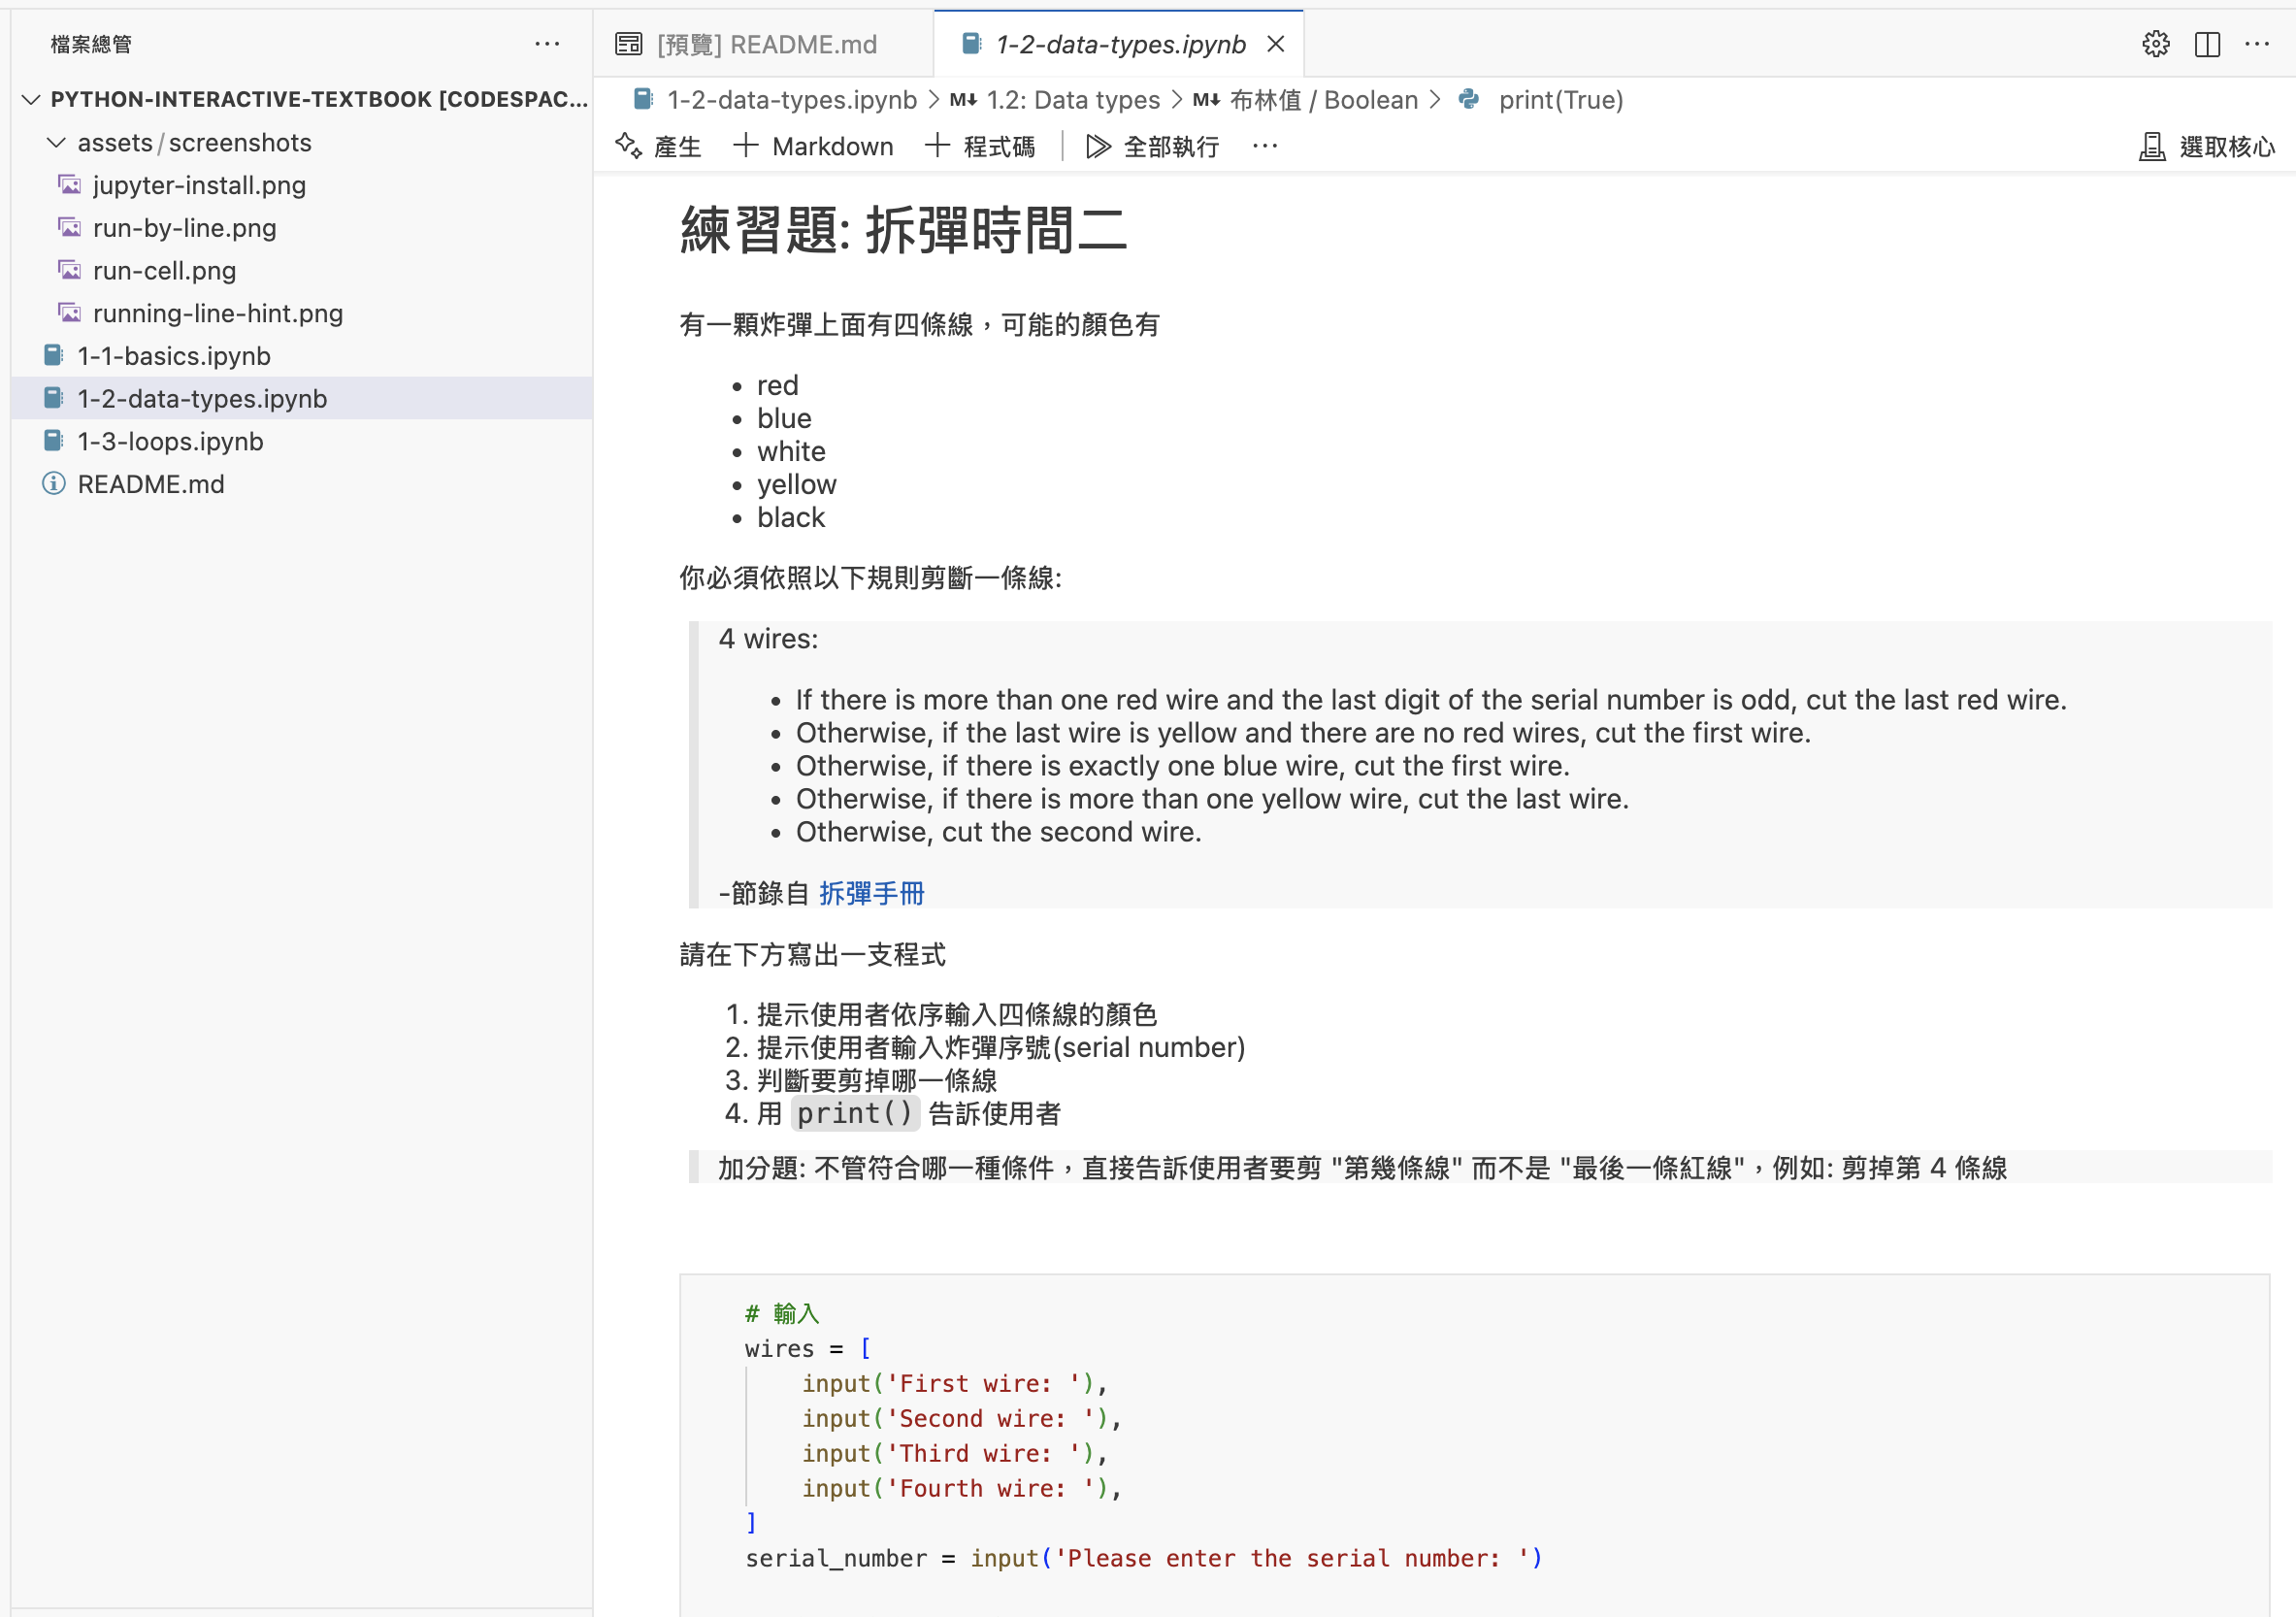 檔案總管
PYTHON-INTERACTIVE-TEXTBOOK [CODESPAC...
assets/screenshots
jupyter-install.png
run-by-line.png
run-cell.png
running-line-hint.png
1-1-basics.ipynb
1-2-data-types.ipynb
1-3-loops.ipynb
README.md
[預覽] README.md
1-2-data-types.ipynb
1-2-data-types.ipynb > M↓ 1.2: Data types > M↓ 布林值 / Boolean > print(True)
產生 + Markdown + 程式碼 | 全部執行 ...
選取核心
練習題: 拆彈時間二
有一顆炸彈上面有四條線，可能的顏色有
• red
• blue
• white
• yellow
• black
你必須依照以下規則剪斷一條線:
4 wires:
• If there is more than one red wire and the last digit of the serial number is odd, cut the last red wire.
• Otherwise, if the last wire is yellow and there are no red wires, cut the first wire.
• Otherwise, if there is exactly one blue wire, cut the first wire.
• Otherwise, if there is more than one yellow wire, cut the last wire.
• Otherwise, cut the second wire.
-節錄自 拆彈手冊
請在下方寫出一支程式
1. 提示使用者依序輸入四條線的顏色
2. 提示使用者輸入炸彈序號(serial number)
3. 判斷要剪掉哪一條線
4. 用 print() 告訴使用者
加分題: 不管符合哪一種條件，直接告訴使用者要剪 "第幾條線" 而不是 "最後一條紅線"，例如: 剪掉第 4 條線
# 輸入
wires = [
    input('First wire: '),
    input('Second wire: '),
    input('Third wire: '),
    input('Fourth wire: '),
]
serial_number = input('Please enter the serial number: ')